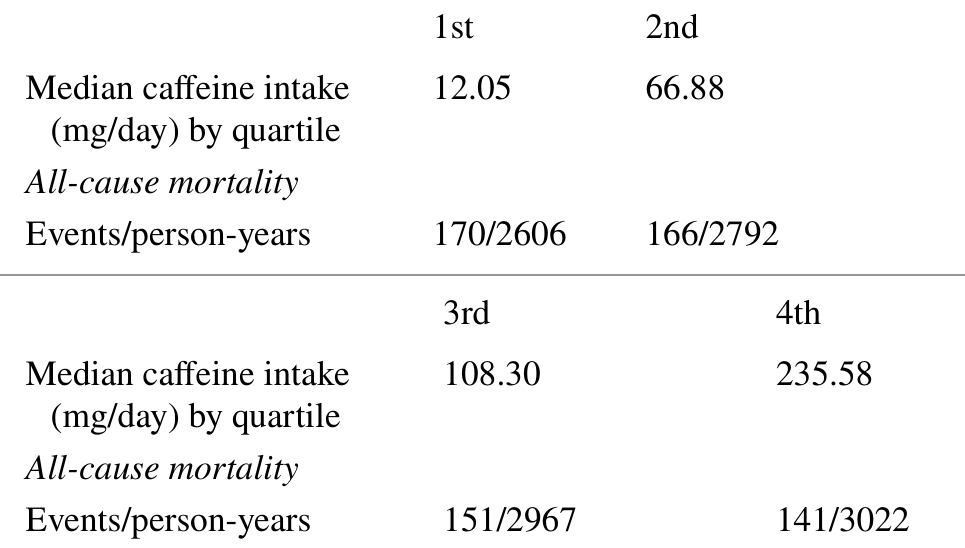 1st 2nd
Median caffeine intake 12.05 66.88
(mg/day) by quartile
All-cause mortality
Events/person-years 170/2606 166/2792
3rd 4th
Median caffeine intake 108.30 235.58
(mg/day) by quartile
All-cause mortality
Events/person-years 151/2967 141/3022